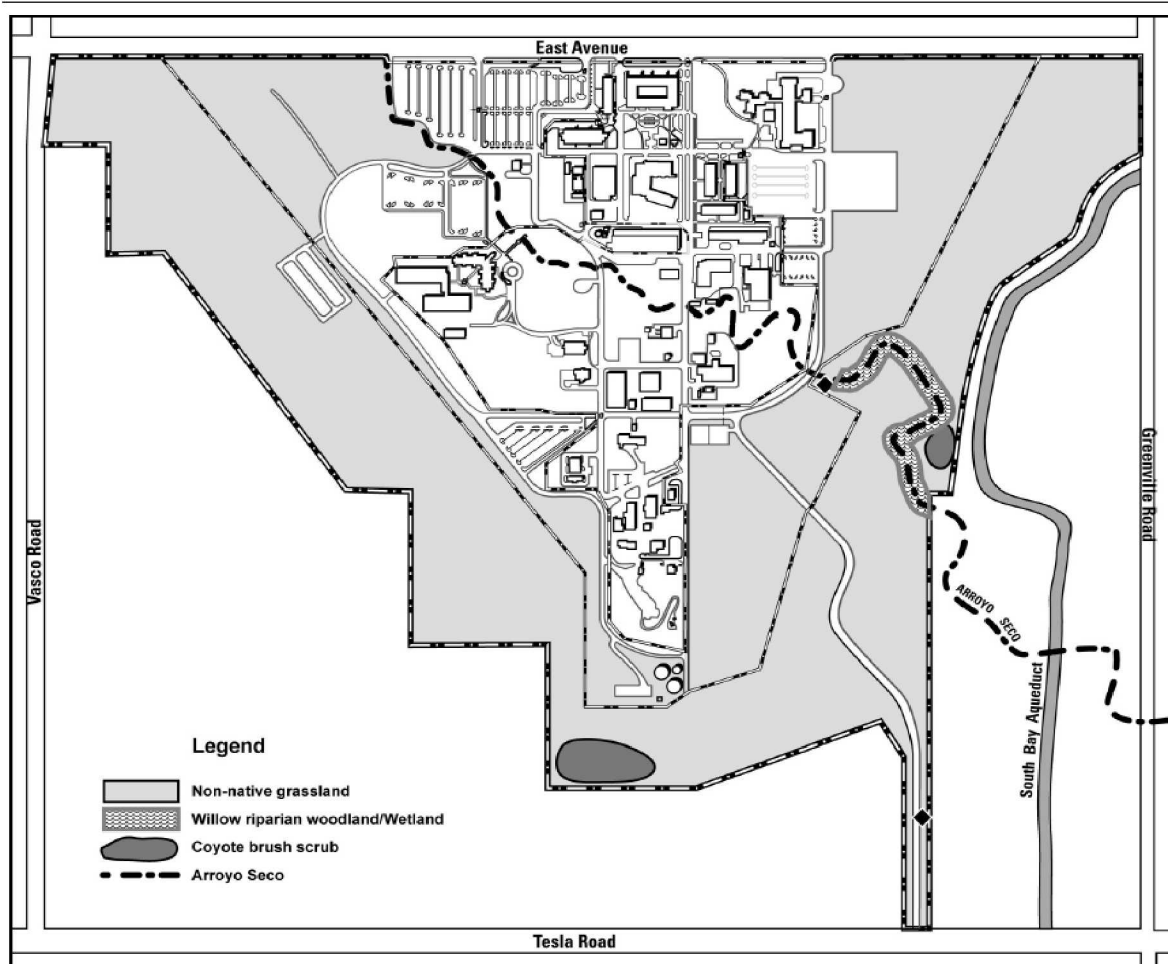 East Avenue
Vasco Road
Greenville Road
ARROYO SECO
South Bay Aqueduct
Legend
Non-native grassland
Willow riparian woodland/Wetland
Coyote brush scrub
Arroyo Seco
Tesla Road